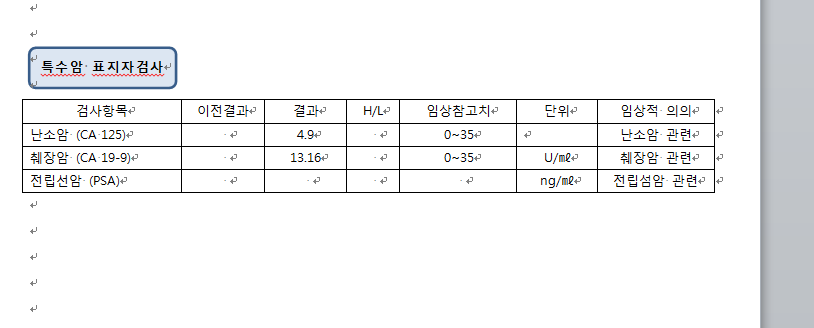 특수암 표지자검사
검사항목 이전결과 결과 H/L 임상참고치 단위 임상적 의의
난소암 (CA 125) 4.9 0~35 난소암 관련
췌장암 (CA 19-9) 13.16 0~35 U/㎖ 췌장암 관련
전립선암 (PSA) ng/㎖ 전립섬암 관련